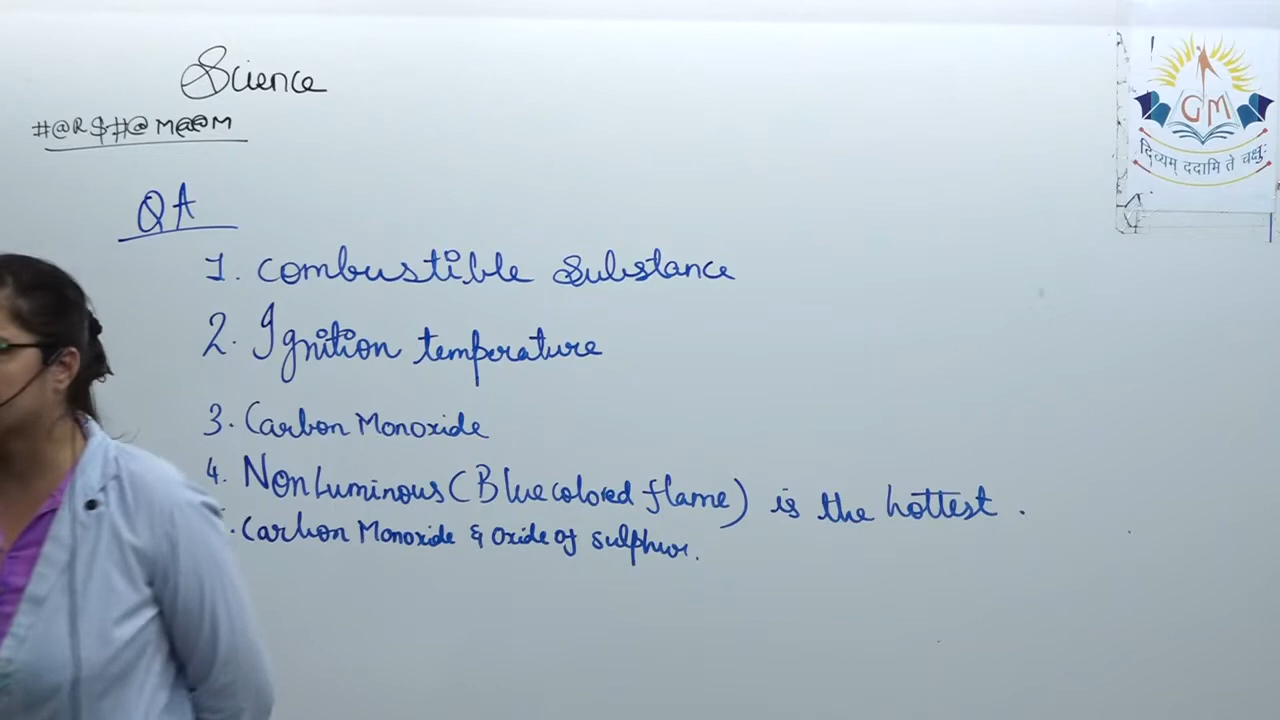 Science
#@R$#@ M@@M
QA
1. Combustible Substance
2. Ignition temperature
3. Carbon Monoxide
4. Non Luminous (Blue colored flame) is the hottest.
. Carbon Monoxide & Oxide of sulphur.
GM
दिव्यम् ददामि ते चक्षुः